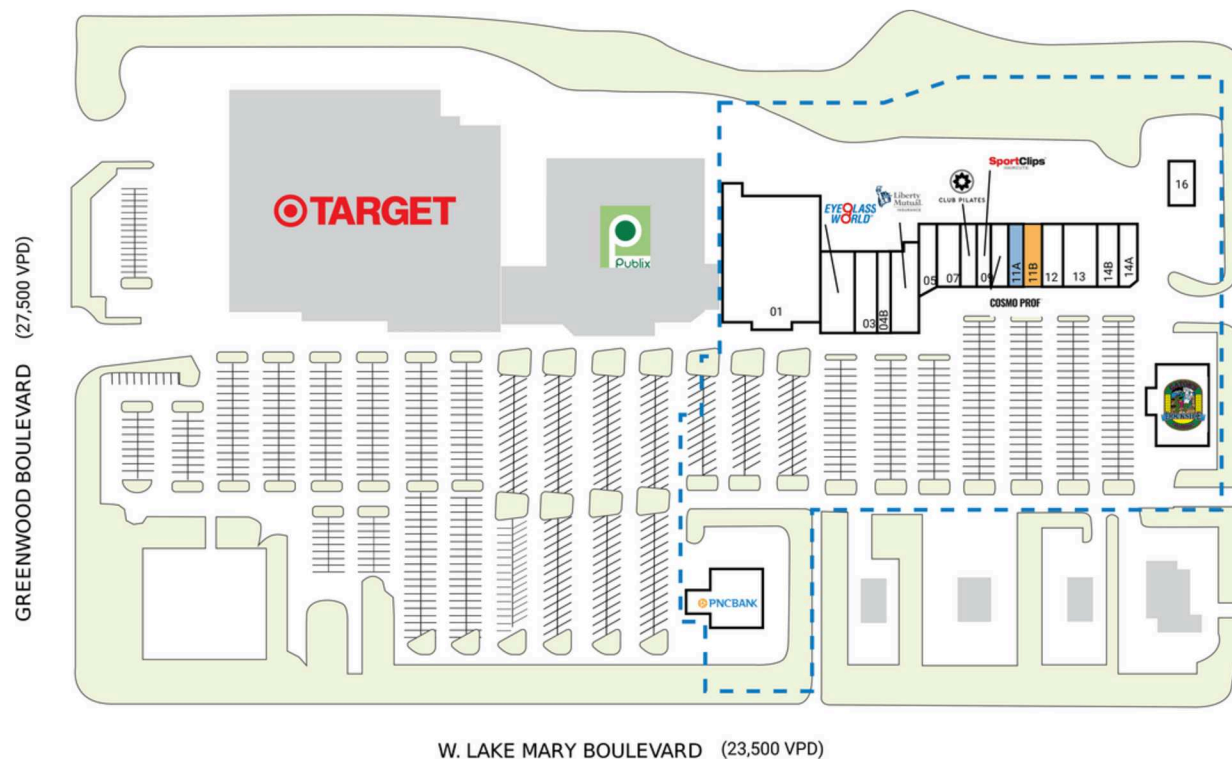 SportClips
HAIRCUTS
16
CLUB PILATES
EYEGLASS
WORLD
Liberty
Mutual
INSURANCE
TARGET
Publix
01
03
04B
05
07
09
11A
11B
12
13
14B
14A
COSMO PROF
GREENWOOD BOULEVARD (27,500 VPD)
PNCBANK
W. LAKE MARY BOULEVARD (23,500 VPD)